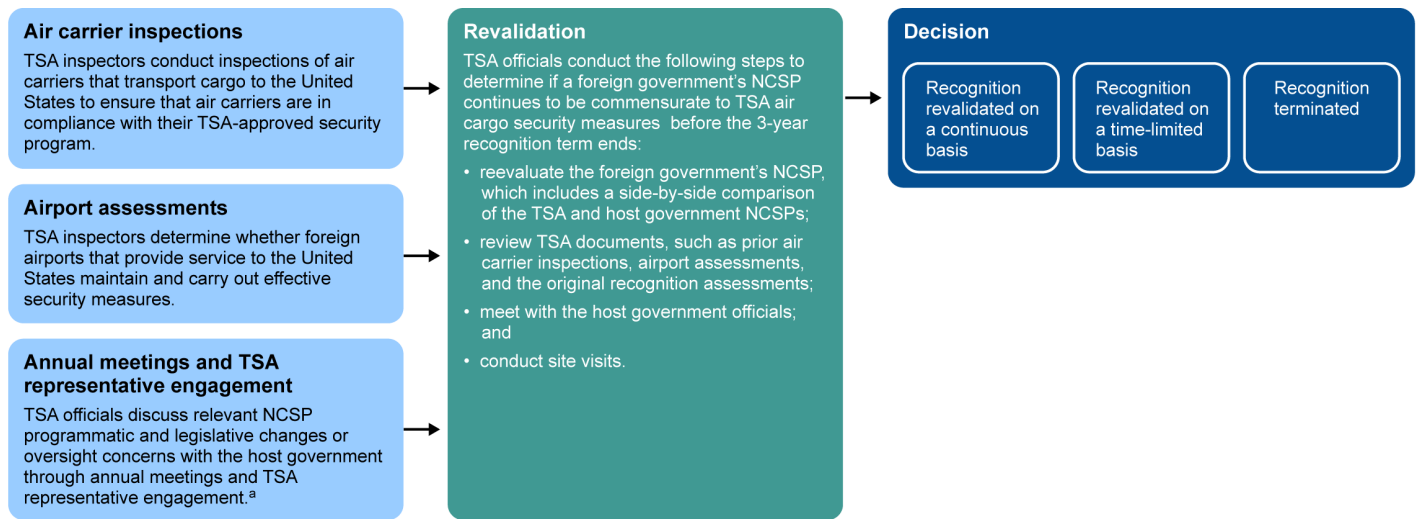 Air carrier inspections
TSA inspectors conduct inspections of air
carriers that transport cargo to the United
States to ensure that air carriers are in
compliance with their TSA-approved security
program.
Airport assessments
TSA inspectors determine whether foreign
airports that provide service to the United
States maintain and carry out effective
security measures.
Annual meetings and TSA
representative engagement
TSA officials discuss relevant NCSP
programmatic and legislative changes or
oversight concerns with the host government
through annual meetings and TSA
representative engagement.ᵃ
Revalidation
TSA officials conduct the following steps to
determine if a foreign government’s NCSP
continues to be commensurate to TSA air
cargo security measures before the 3-year
recognition term ends:
• reevaluate the foreign government’s NCSP,
which includes a side-by-side comparison
of the TSA and host government NCSPs;
• review TSA documents, such as prior air
carrier inspections, airport assessments,
and the original recognition assessments;
• meet with the host government officials;
and
• conduct site visits.
Decision
Recognition
revalidated on
a continuous
basis
Recognition
revalidated on
a time-limited
basis
Recognition
terminated